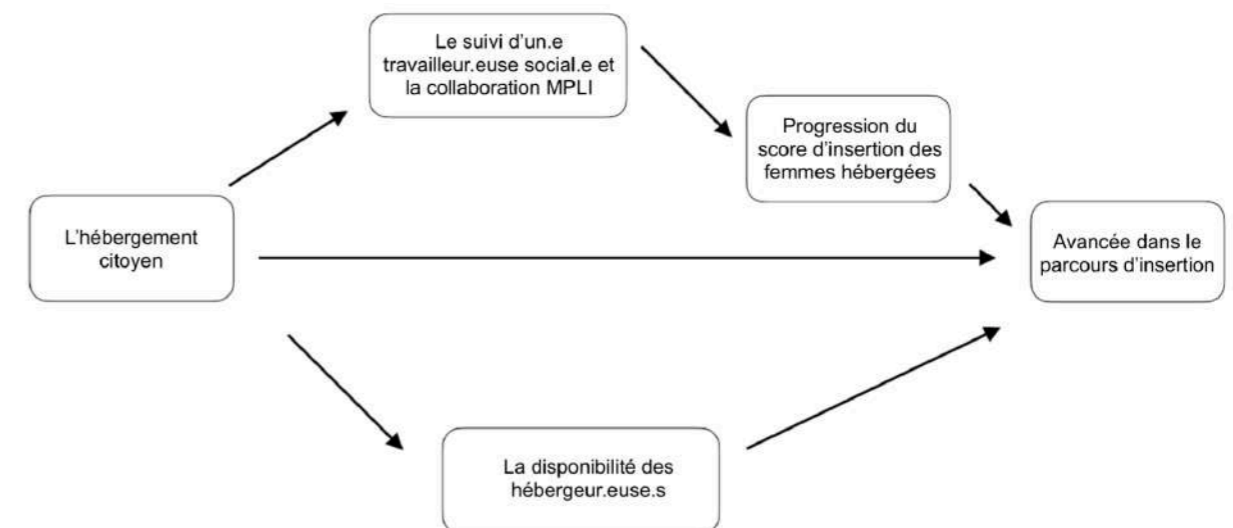 Le suivi d'un.e
travailleur.euse social.e et
la collaboration MPLI
Progression du
score d'insertion des
femmes hébergées
L'hébergement
citoyen
Avancée dans le
parcours d'insertion
La disponibilité des
hébergeur.euse.s